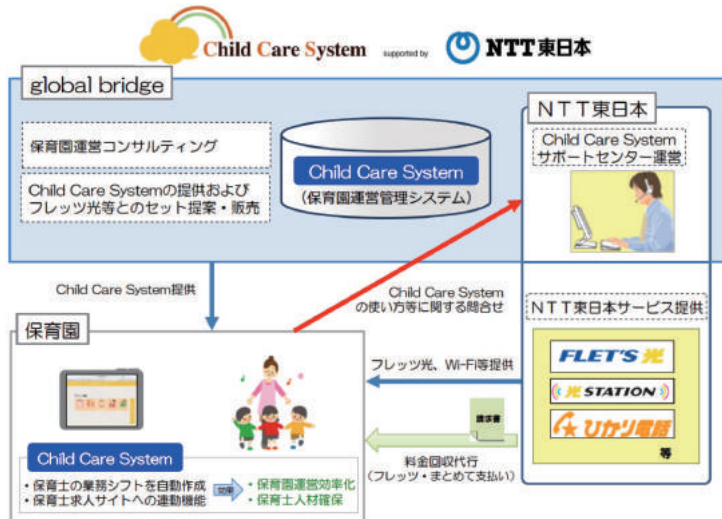 Child Care System supported by NTT東日本
global bridge
保育園運営コンサルティング
Child Care Systemの提供および
フレッツ光等とのセット提案・販売
Child Care System
（保育園運営管理システム）
NTT東日本
Child Care System
サポートセンター運営
Child Care System提供
Child Care System
の使い方等に関する問合せ
NTT東日本サービス提供
FLET'S 光
光STATION
ひかり電話
等
保育園
フレッツ光、Wi-Fi等提供
請求書
料金回収代行
（フレッツ・まとめて支払い）
Child Care System
・保育士の業務シフトを自動作成
・保育士求人サイトへの連動機能
効果
・保育園運営効率化
・保育士人材確保